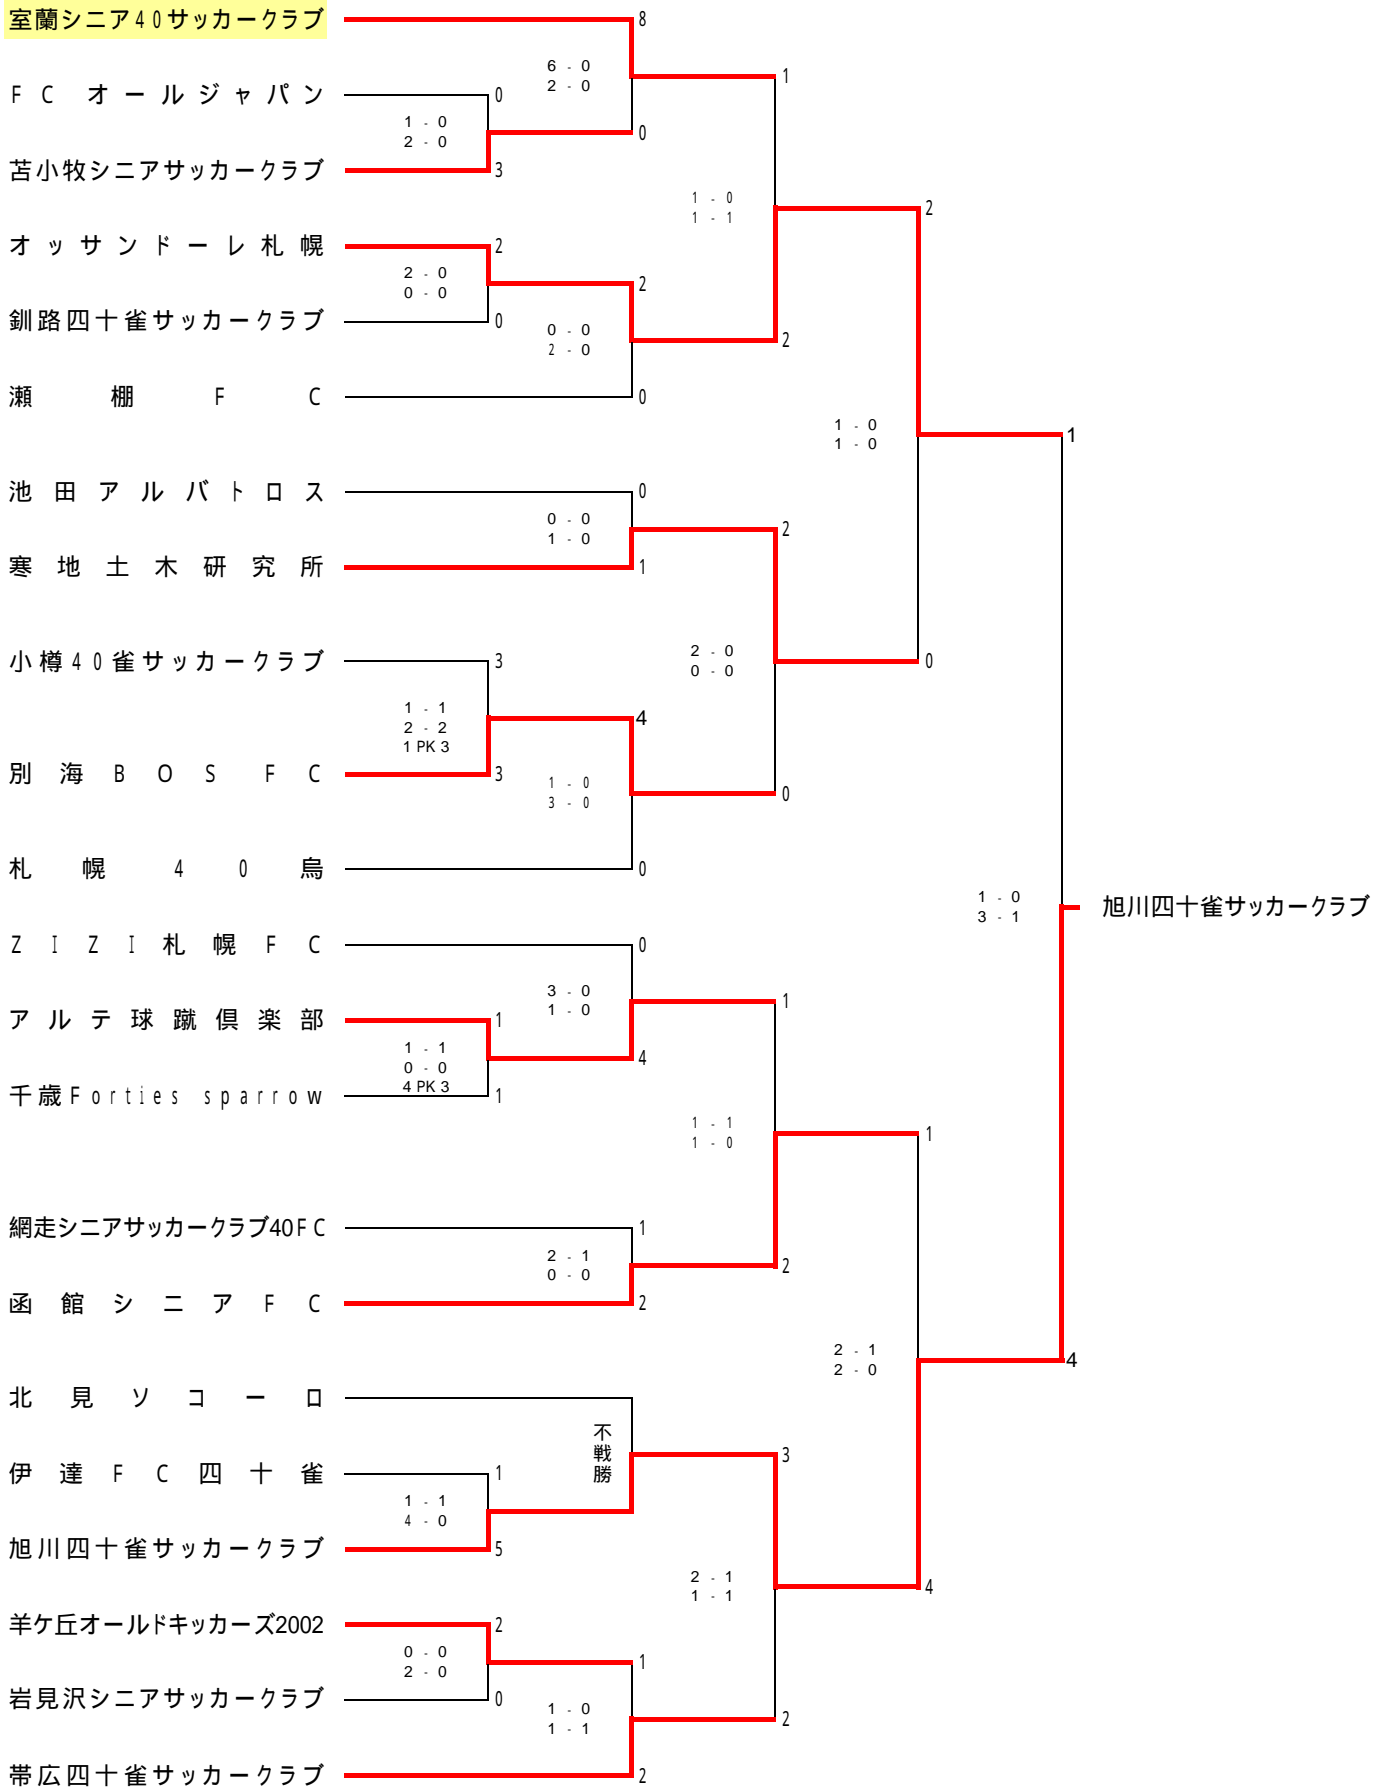 室蘭シニア40サッカークラブ
8
6 - 0
2 - 0
1
FC オールジャパン
0
1 - 0
2 - 0
0
苫小牧シニアサッカークラブ
3
1 - 0
1 - 1
2
オッサンドーレ札幌
2
2 - 0
0 - 0
2
釧路四十雀サッカークラブ
0
0 - 0
2 - 0
2
瀬棚FC
0
1 - 0
1 - 0
1
池田アルバトロス
0
0 - 0
1 - 0
2
寒地土木研究所
1
小樽40雀サッカークラブ
3
2 - 0
0 - 0
0
1 - 1
2 - 2
1 PK 3
4
別海BOS FC
3
1 - 0
3 - 0
0
札幌40烏
0
1 - 0
3 - 1
旭川四十雀サッカークラブ
ZIZI札幌FC
0
3 - 0
1 - 0
1
アルテ球蹴倶楽部
1
1 - 1
0 - 0
4 PK 3
4
千歳Forties sparrow
1
1 - 1
1 - 0
1
網走シニアサッカークラブ40FC
1
2 - 1
0 - 0
2
函館シニアFC
2
2 - 1
2 - 0
4
北見ソコーロ
不戦勝
3
伊達FC四十雀
1
1 - 1
4 - 0
旭川四十雀サッカークラブ
5
2 - 1
1 - 1
4
羊ケ丘オールドキッカーズ2002
2
0 - 0
2 - 0
1
岩見沢シニアサッカークラブ
0
1 - 0
1 - 1
2
帯広四十雀サッカークラブ
2